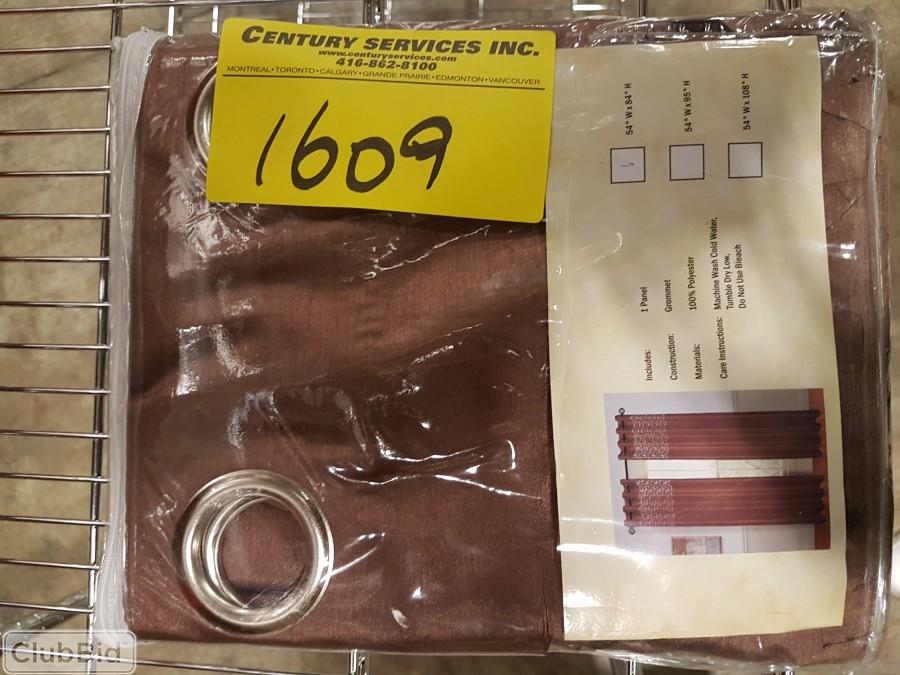 CENTURY SERVICES INC.
www.centuryservices.com
416-862-8100
MONTREAL•TORONTO•CALGARY•GRANDE PRAIRIE•EDMONTON•VANCOUVER
1609
54" W x 84" H
54" W x 95" H
54" W x 108" H
Includes: 1 Panel
Construction: Grommet
Materials: 100% Polyester
Care Instructions: Machine Wash Cold Water,
Tumble Dry Low,
Do Not Use Bleach
ClubBid